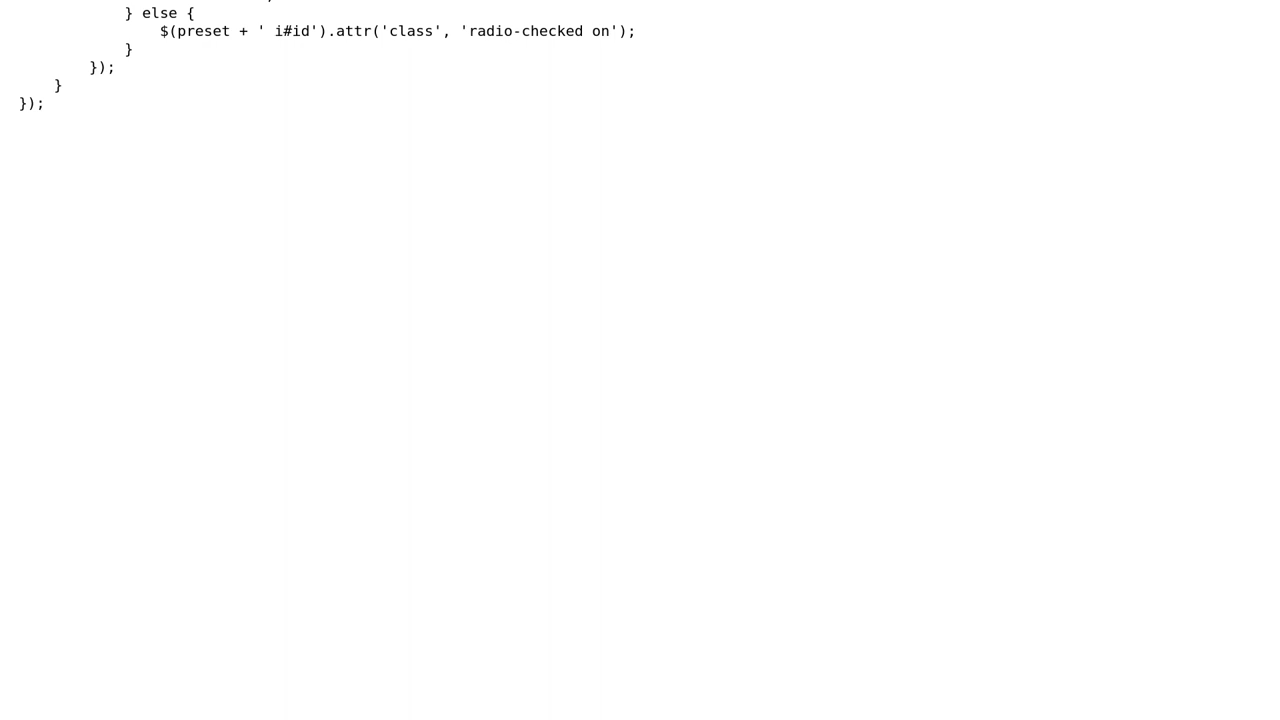 } else {
$(preset + ' i#id').attr('class', 'radio-checked on');
}
});
}
});